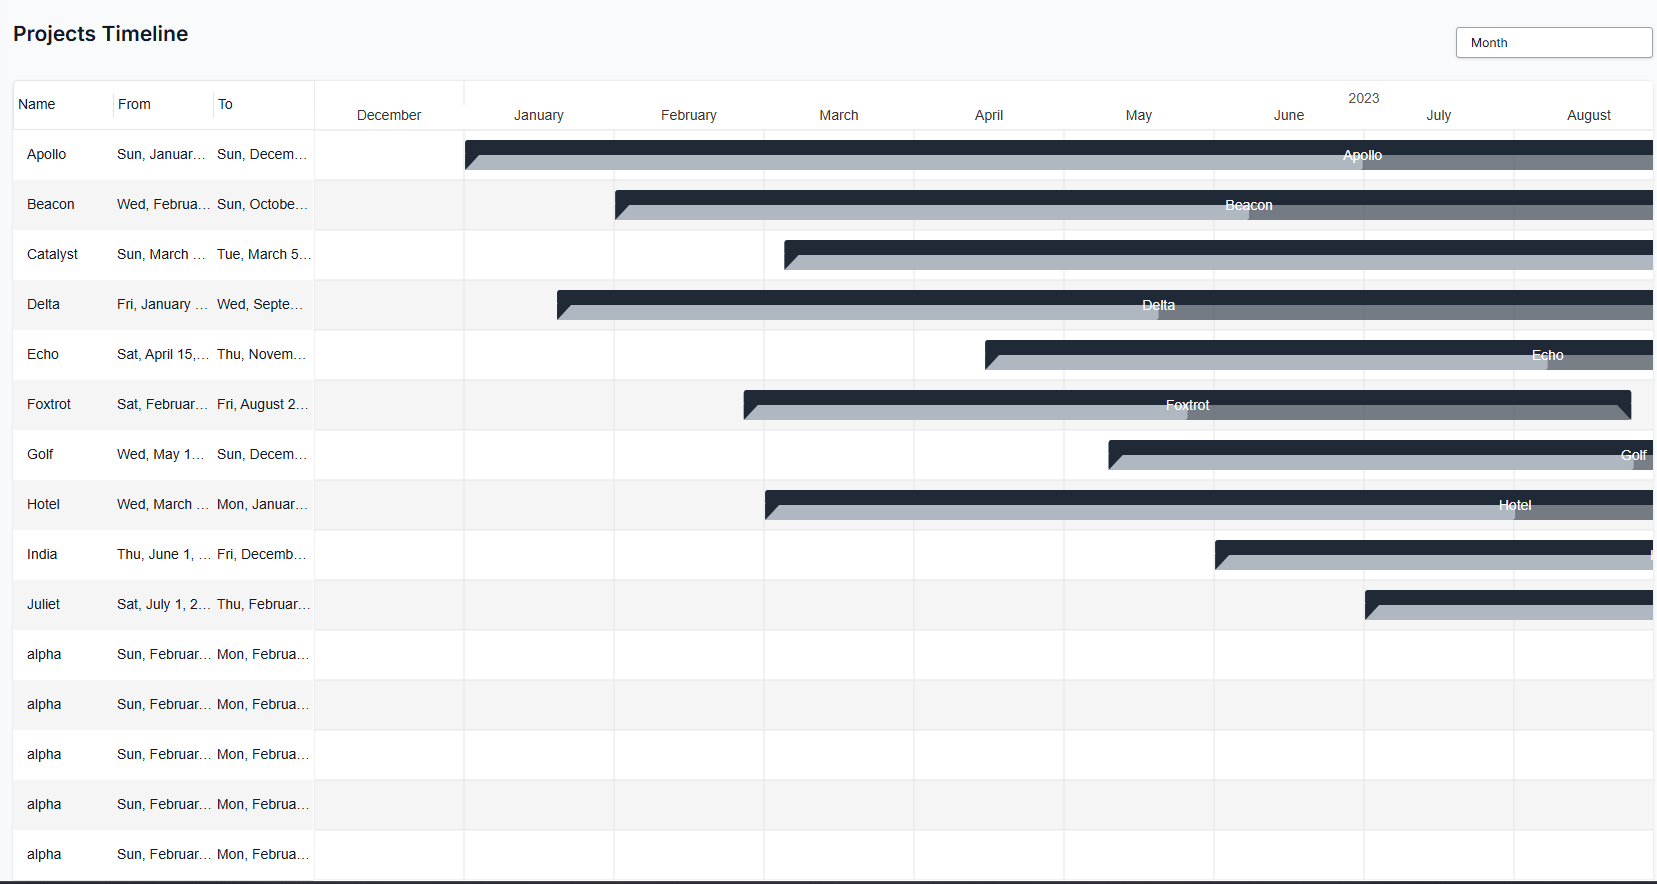 Projects Timeline
Month
Name From To
2023
December January February March April May June July August
Apollo Sun, Januar... Sun, Decem... Apollo
Beacon Wed, Februa... Sun, Octobe... Beacon
Catalyst Sun, March ... Tue, March 5...
Delta Fri, January ... Wed, Septe... Delta
Echo Sat, April 15,... Thu, Novem... Echo
Foxtrot Sat, Februar... Fri, August 2... Foxtrot
Golf Wed, May 1... Sun, Decem... Golf
Hotel Wed, March ... Mon, Januar... Hotel
India Thu, June 1, ... Fri, Decemb...
Juliet Sat, July 1, 2... Thu, Februar...
alpha Sun, Februar... Mon, Februa...
alpha Sun, Februar... Mon, Februa...
alpha Sun, Februar... Mon, Februa...
alpha Sun, Februar... Mon, Februa...
alpha Sun, Februar... Mon, Februa...